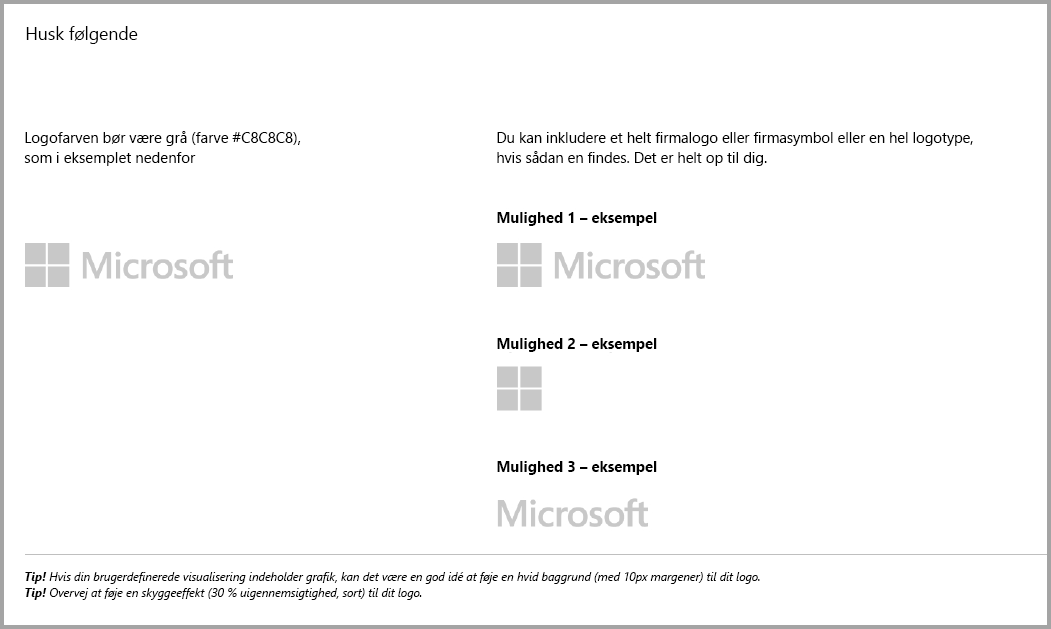 Husk følgende
Logofarven bør være grå (farve #C8C8C8),
som i eksemplet nedenfor
Microsoft
Du kan inkludere et helt firmalogo eller firmasymbol eller en hel logotype,
hvis sådan en findes. Det er helt op til dig.
Mulighed 1 – eksempel
Microsoft
Mulighed 2 – eksempel
Mulighed 3 – eksempel
Microsoft
Tip! Hvis din brugerdefinerede visualisering indeholder grafik, kan det være en god idé at føje en hvid baggrund (med 10px margener) til dit logo.
Tip! Overvej at føje en skyggeeffekt (30 % uigennemsigtighed, sort) til dit logo.